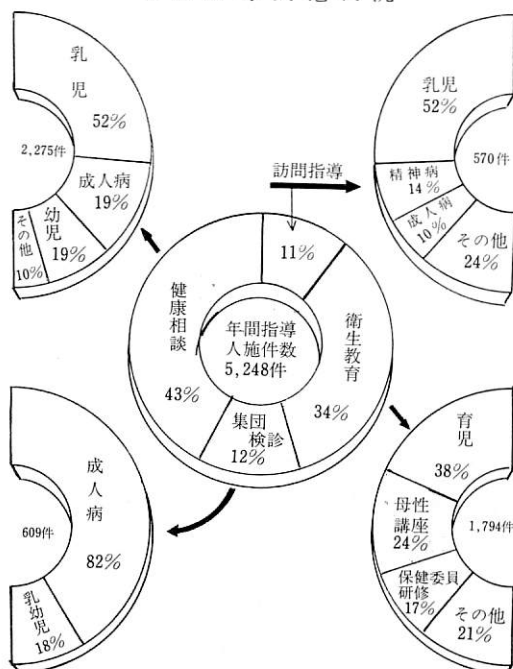 乳児
52%
2,275件
成人病
19%
幼児
19%
その他
10%
乳児
52%
570件
精神病
14%
成人病
10%
その他
24%
訪問指導
11%
健康相談
43%
年間指導
人施件数
5,248件
衛生教育
34%
集団
検診
12%
成人病
82%
609件
乳幼児
18%
育児
38%
母性
講座
24%
1,794件
保健委員
研修
17%
その他
21%